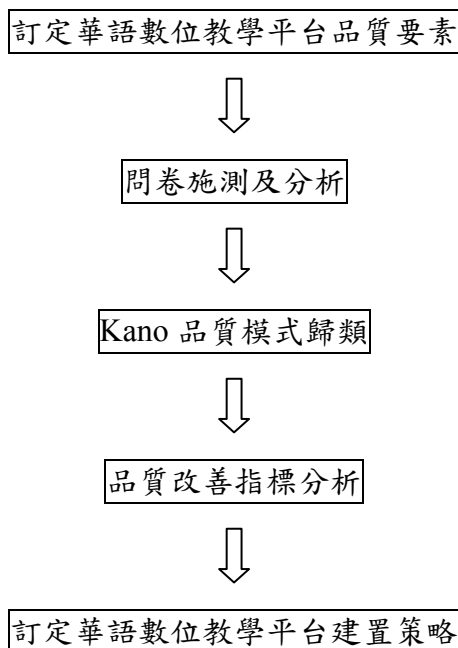 訂定華語數位教學平台品質要素
問卷施測及分析
Kano 品質模式歸類
品質改善指標分析
訂定華語數位教學平台建置策略